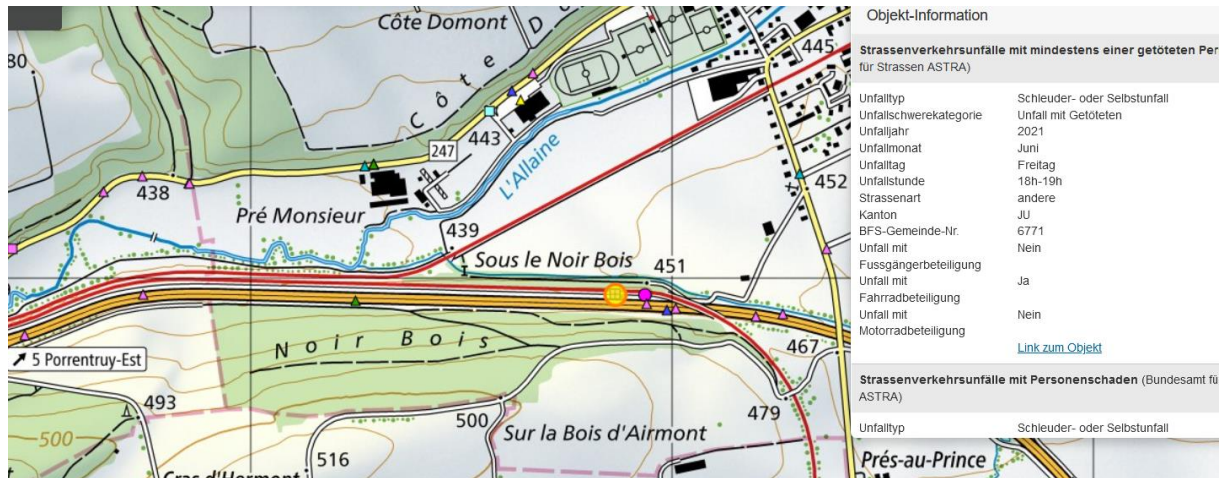 Côte Domont
Côte Do
80
445
443
247
L'Allaine
452
438
Pré Monsieur
439
Sous le Noir Bois
451
Noir Bois
5 Porrentruy-Est
467
493
479
500
500
Sur la Bois d'Airmont
516
Cras d'Hermont
Prés-au-Prince
Objekt-Information
Strassenverkehrsunfälle mit mindestens einer getöteten Per
für Strassen ASTRA)
Unfalltyp Schleuder- oder Selbstunfall
Unfallschwerekategorie Unfall mit Getöteten
Unfalljahr 2021
Unfallmonat Juni
Unfalltag Freitag
Unfallstunde 18h-19h
Strassenart andere
Kanton JU
BFS-Gemeinde-Nr. 6771
Unfall mit Nein
Fussgängerbeteiligung
Unfall mit Ja
Fahrradbeteiligung
Unfall mit Nein
Motorradbeteiligung
Link zum Objekt
Strassenverkehrsunfälle mit Personenschaden (Bundesamt fü
ASTRA)
Unfalltyp Schleuder- oder Selbstunfall